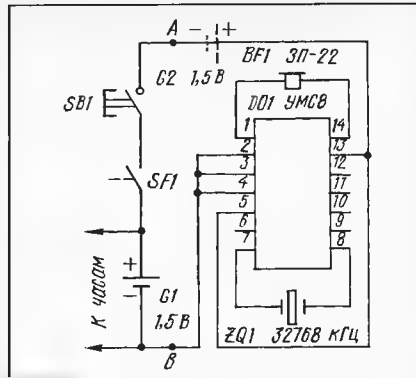 A
- +
BF1 ЗП-22
G2 1,5 В
DD1 УМС8
SB1
1 14
2 13
3 12
4 11
5 10
6 9
7 8
SF1
К часам
+
-
G1
1,5 В
B
ZQ1 32768 кГц